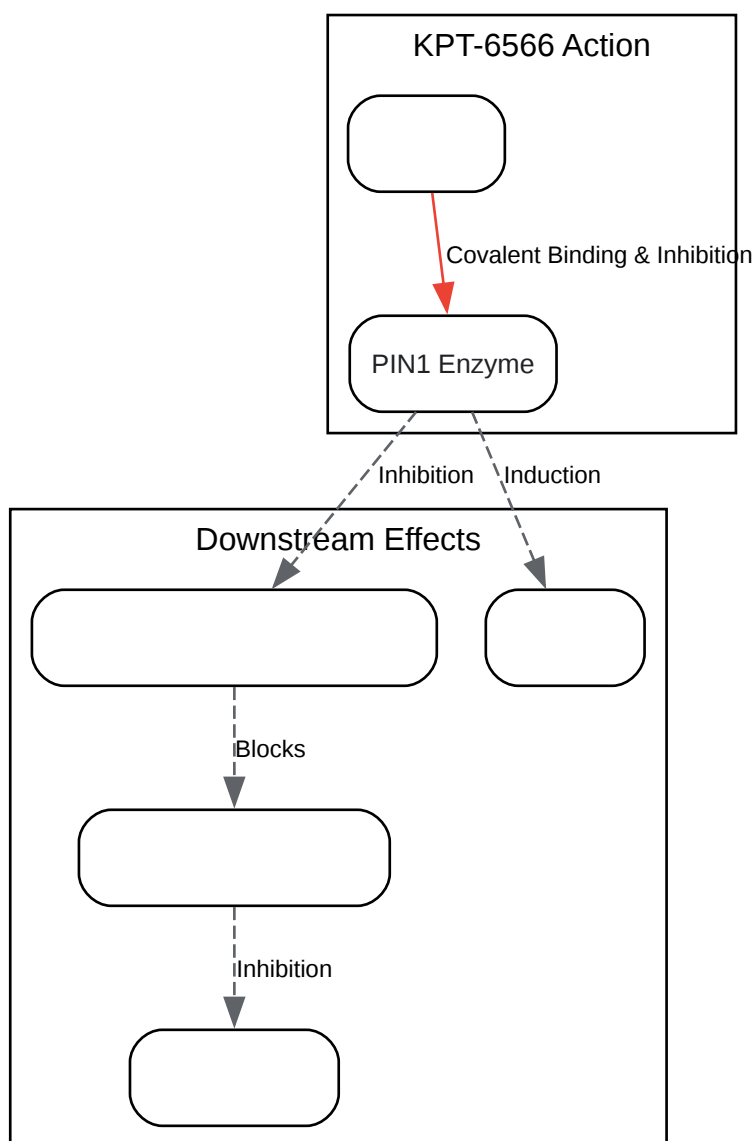 KPT-6566 Action
Covalent Binding & Inhibition
PIN1 Enzyme
Inhibition
Induction
Downstream Effects
Blocks
Inhibition